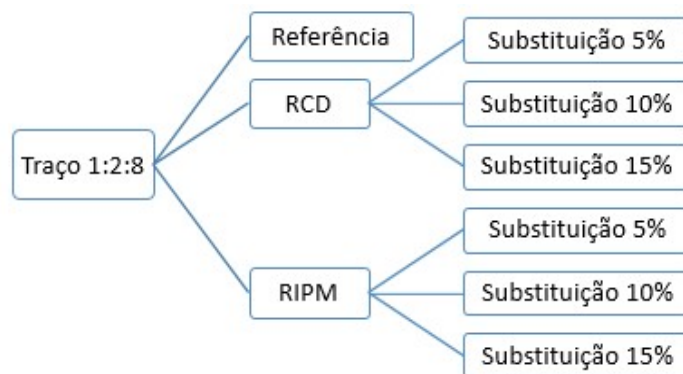 Referência
Substituição 5%
RCD
Substituição 10%
Traço 1:2:8
Substituição 15%
Substituição 5%
RIPM
Substituição 10%
Substituição 15%